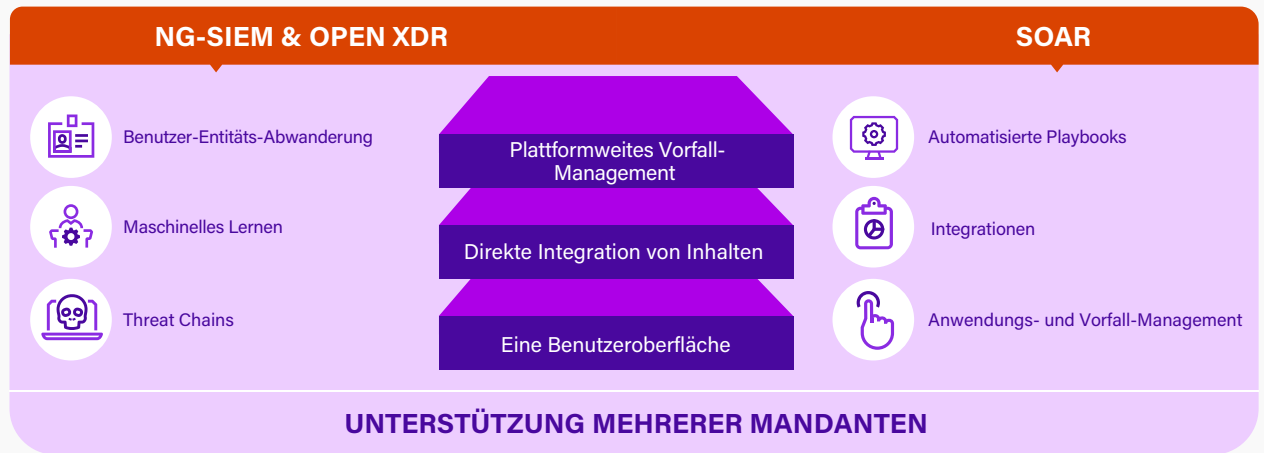 NG-SIEM & OPEN XDR
SOAR
Benutzer-Entitäts-Abwanderung
Maschinelles Lernen
Threat Chains
Plattformweites Vorfall-
Management
Direkte Integration von Inhalten
Eine Benutzeroberfläche
Automatisierte Playbooks
Integrationen
Anwendungs- und Vorfall-Management
UNTERSTÜTZUNG MEHRERER MANDANTEN